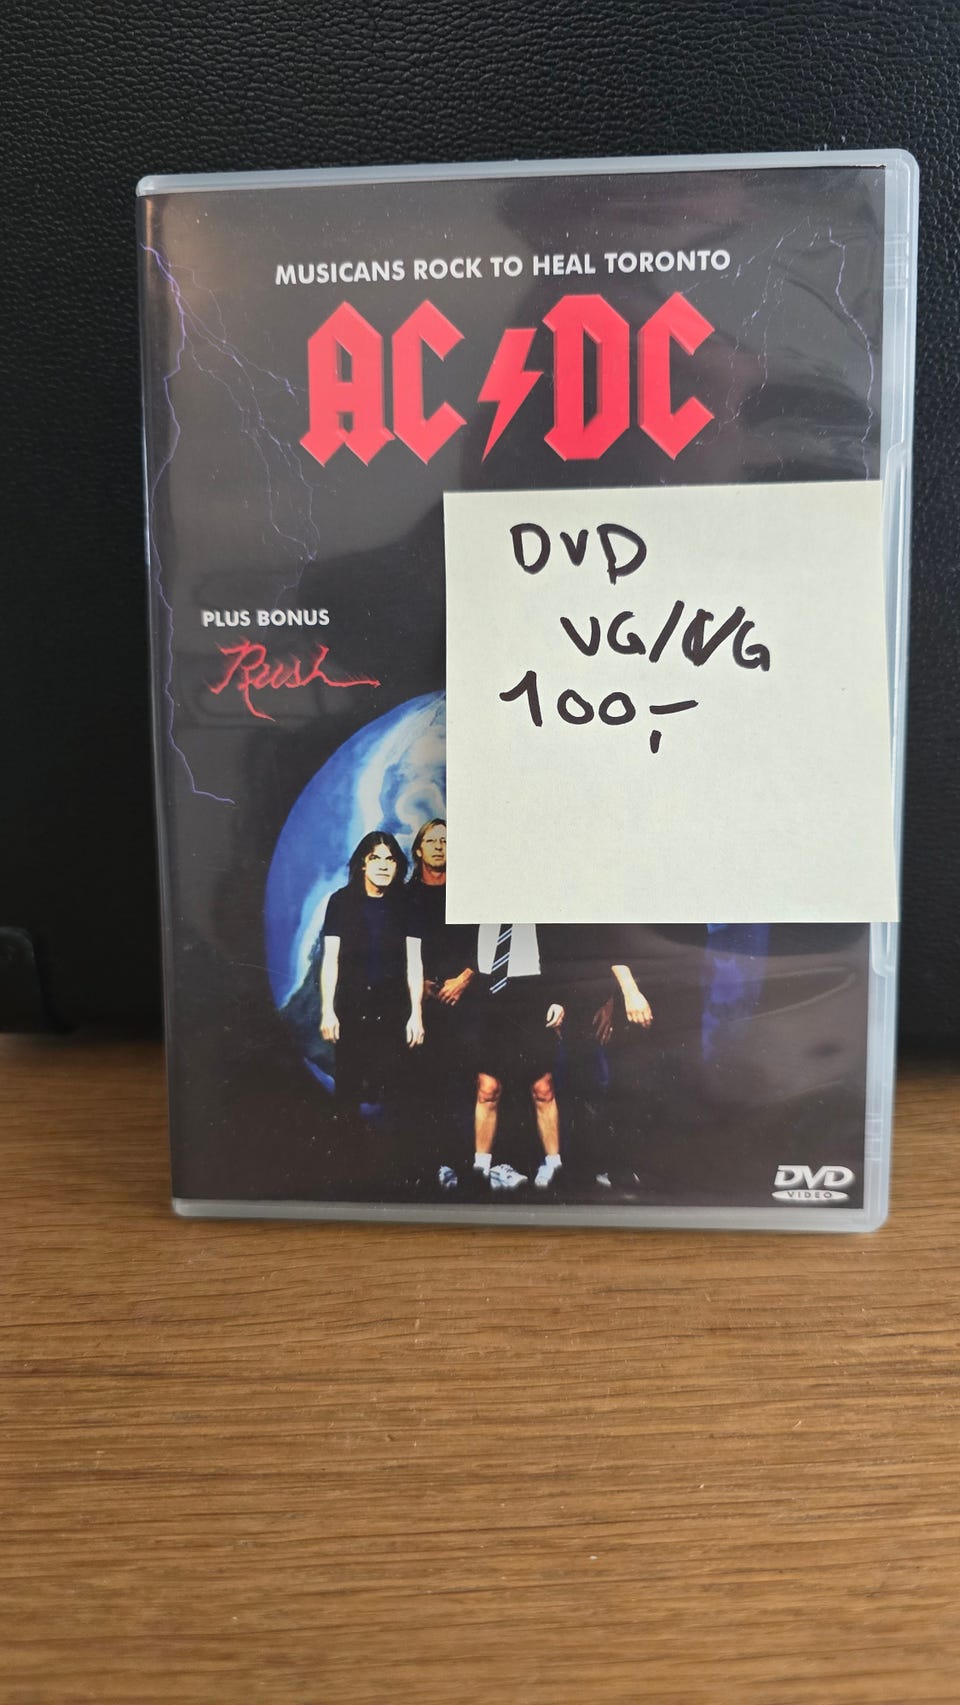 MUSICANS ROCK TO HEAL TORONTO
AC⚡DC
DVD
VG/VG
100,-
PLUS BONUS
Rush
DVD
VIDEO